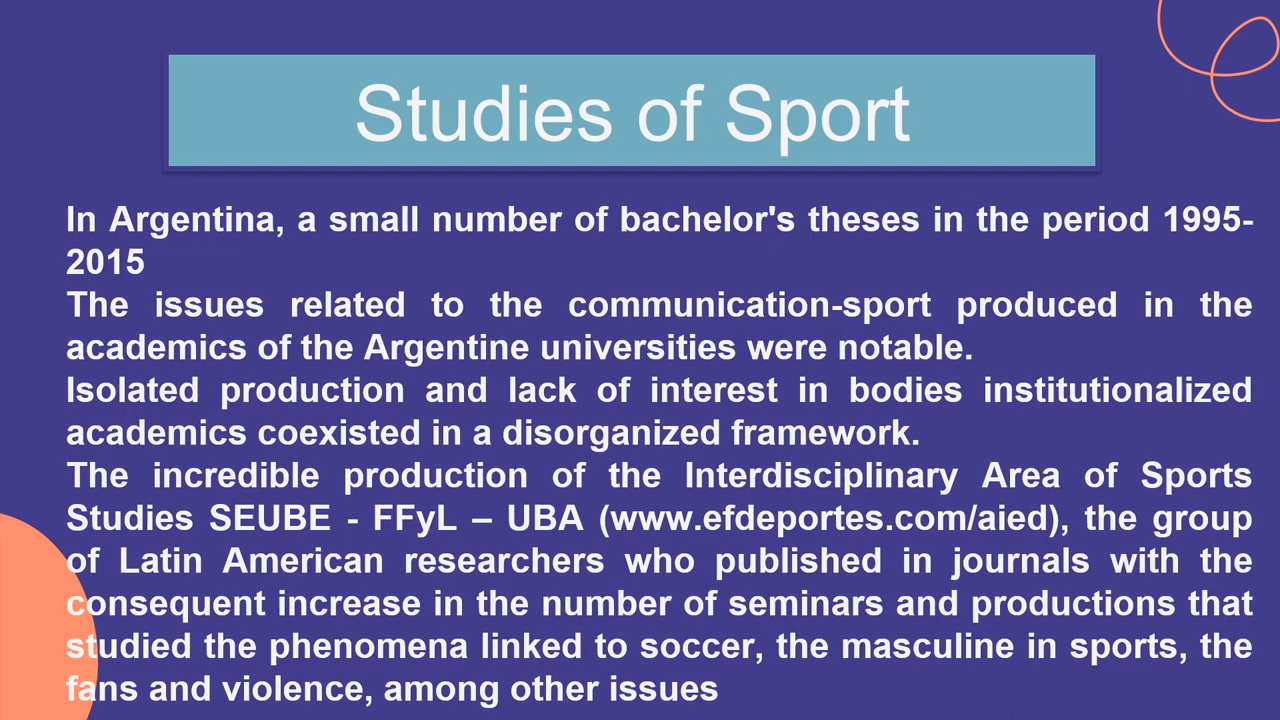 Studies of Sport
In Argentina, a small number of bachelor's theses in the period 1995-
2015
The issues related to the communication-sport produced in the
academics of the Argentine universities were notable.
Isolated production and lack of interest in bodies institutionalized
academics coexisted in a disorganized framework.
The incredible production of the Interdisciplinary Area of Sports
Studies SEUBE - FFyL – UBA (www.efdeportes.com/aied), the group
of Latin American researchers who published in journals with the
consequent increase in the number of seminars and productions that
studied the phenomena linked to soccer, the masculine in sports, the
fans and violence, among other issues